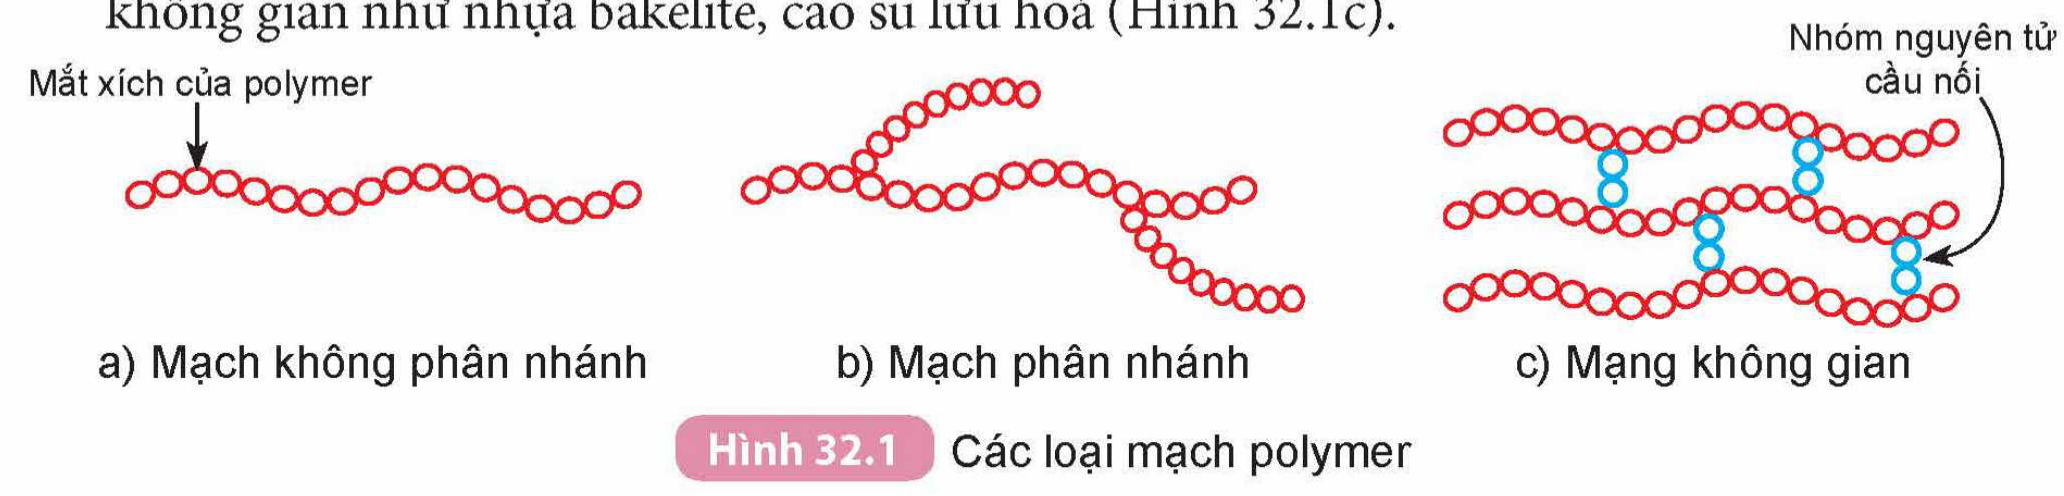 không gian như nhựa bakelite, cao su lưu hoá (Hình 32.1c).
Nhóm nguyên tử
cầu nối
Mắt xích của polymer
a) Mạch không phân nhánh
b) Mạch phân nhánh
c) Mạng không gian
Hình 32.1 Các loại mạch polymer